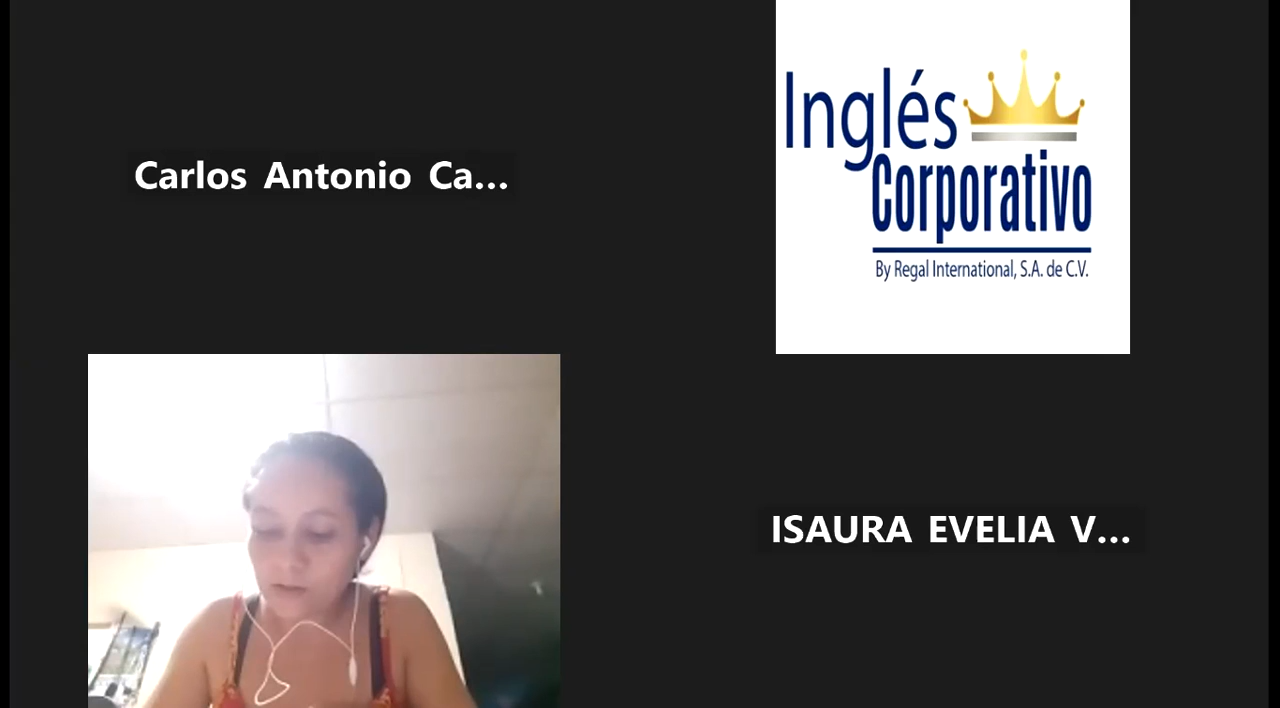 Carlos Antonio Ca...
Inglés
Corporativo
By Regal International, S.A. de C.V.
ISAURA EVELIA V...